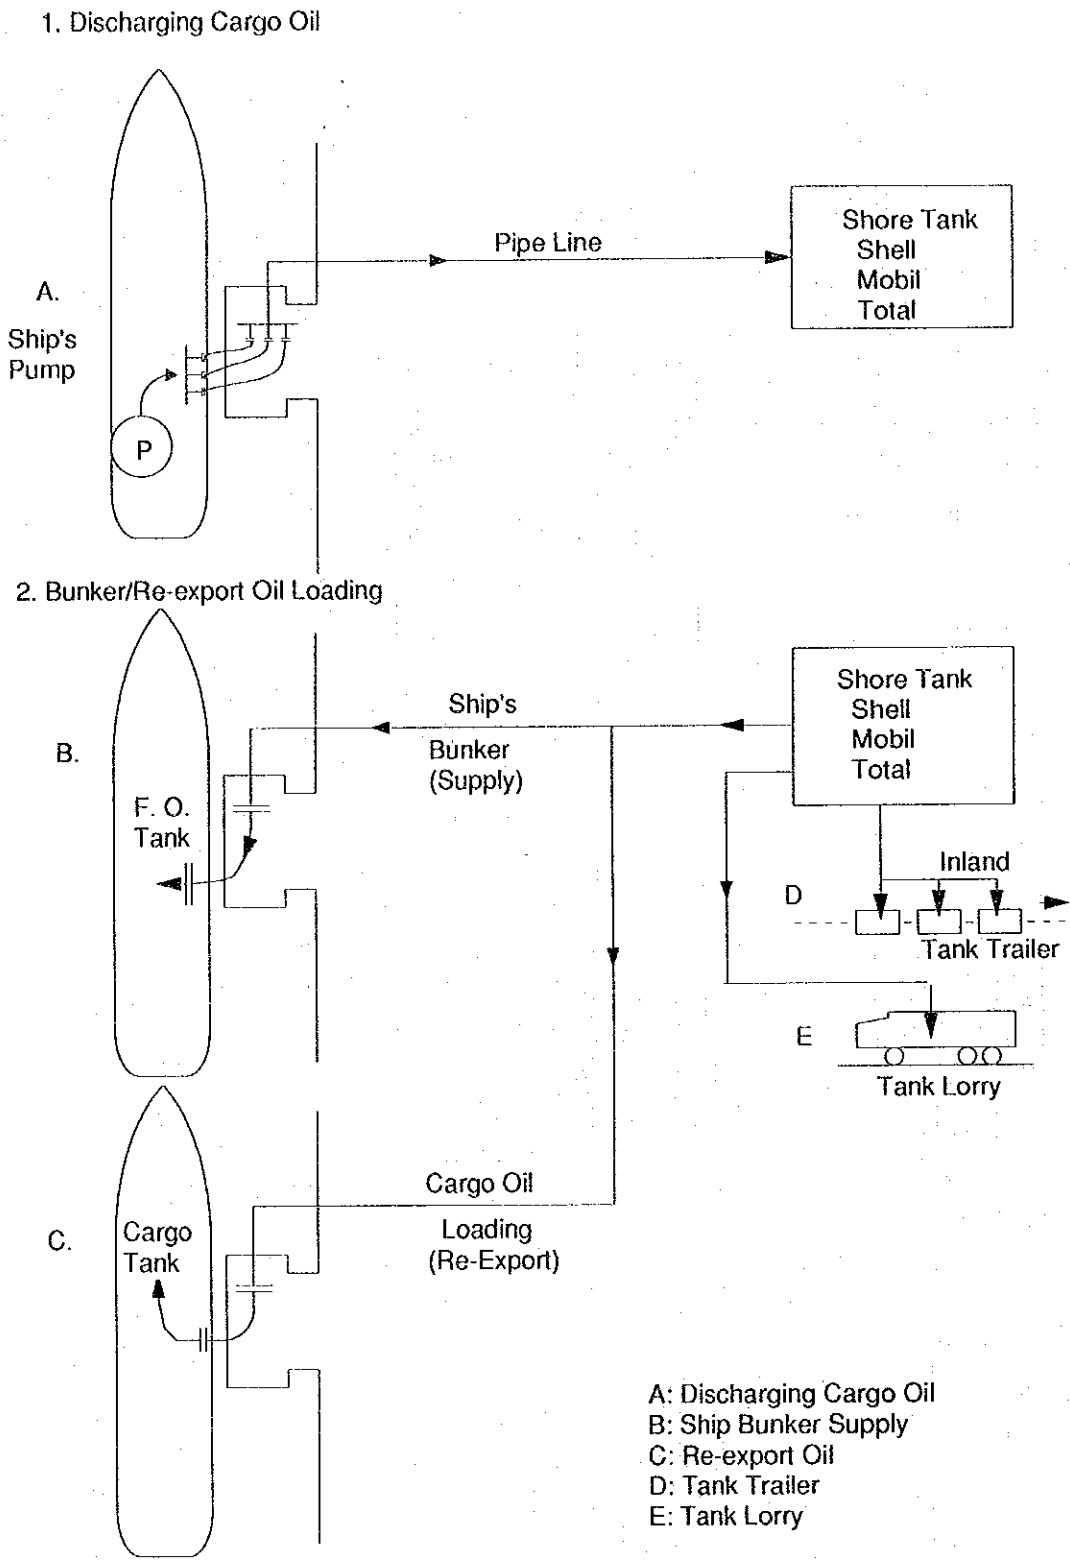 1. Discharging Cargo Oil
Pipe Line
Shore Tank
Shell
Mobil
Total
A.
Ship's
Pump
P
2. Bunker/Re-export Oil Loading
Ship's
Bunker
(Supply)
Shore Tank
Shell
Mobil
Total
B.
F. O.
Tank
Inland
D
Tank Trailer
E
Tank Lorry
Cargo Oil
Loading
(Re-Export)
C.
Cargo
Tank
A: Discharging Cargo Oil
B: Ship Bunker Supply
C: Re-export Oil
D: Tank Trailer
E: Tank Lorry